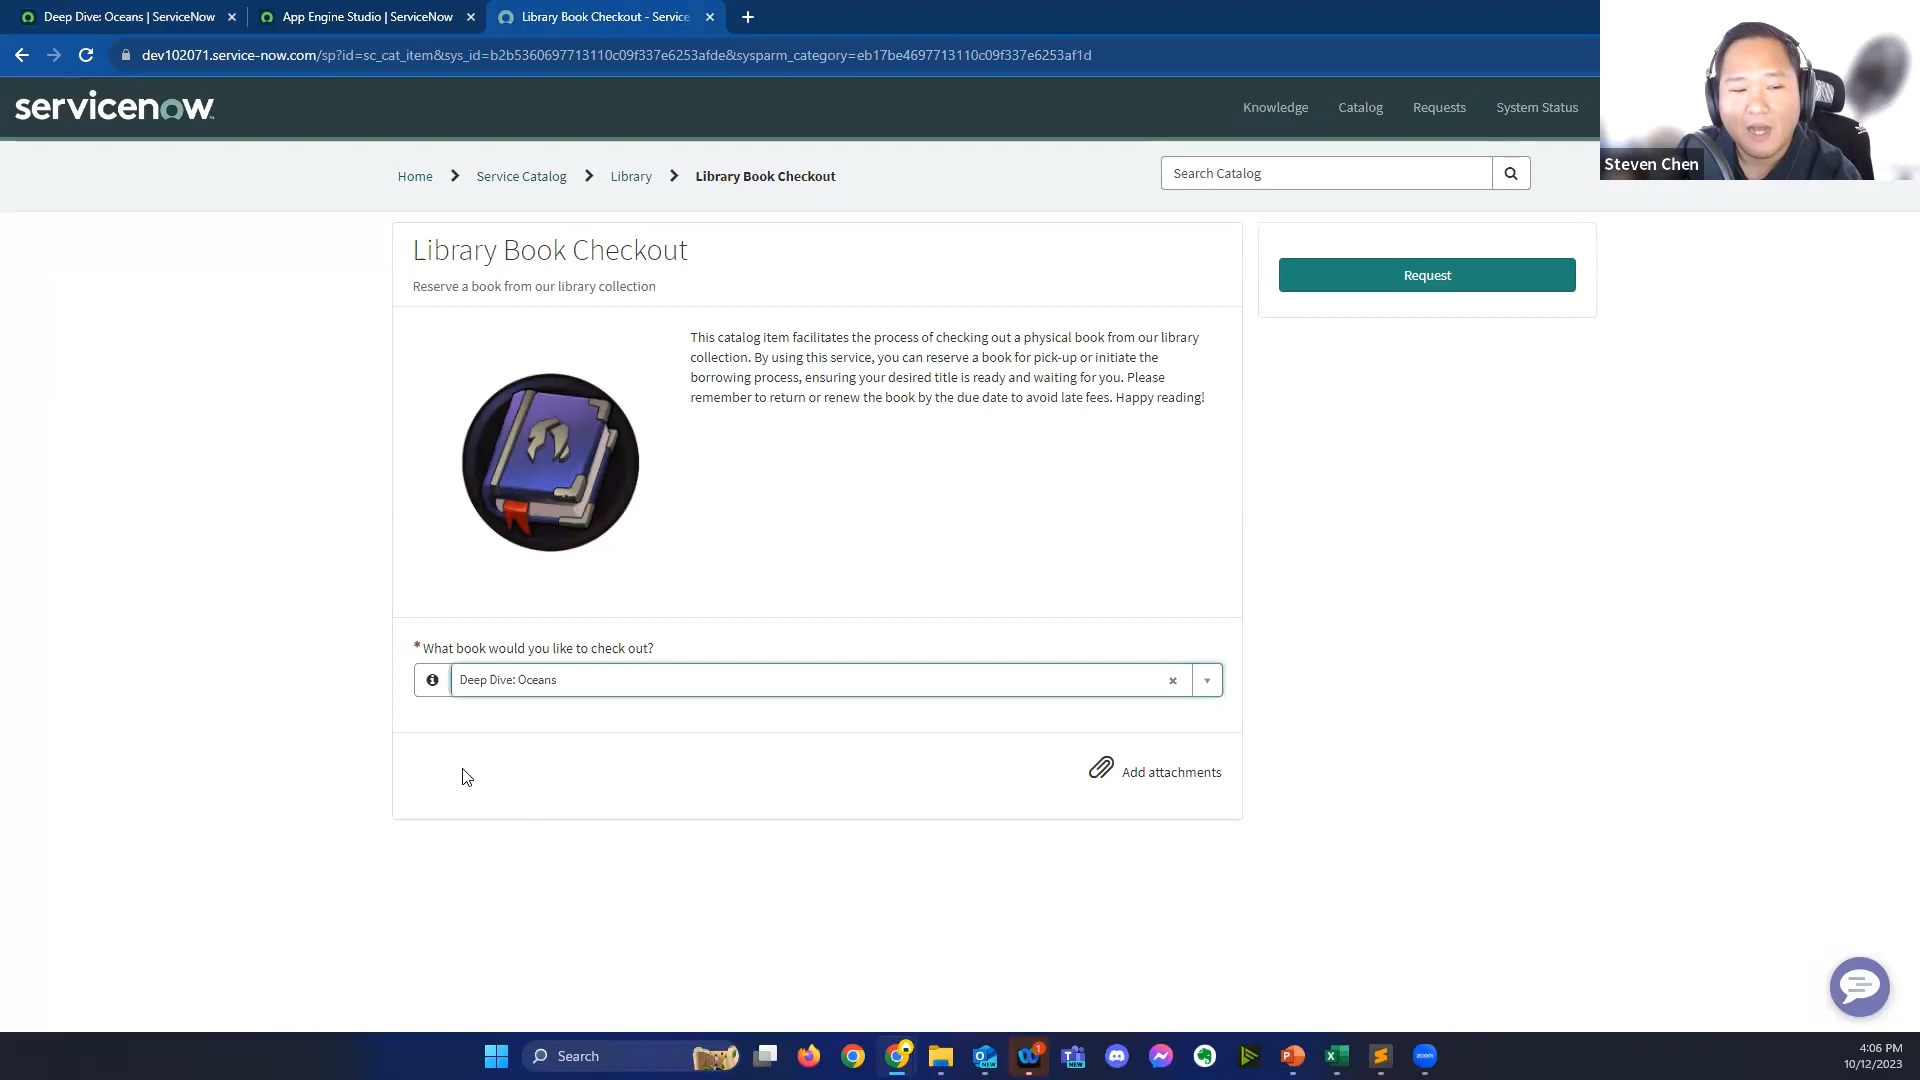 Deep Dive: Oceans | ServiceNow
App Engine Studio | ServiceNow
Library Book Checkout - Service
dev102071.service-now.com/sp?id=sc_cat_item&sys_id=b2b5360697713110c09f337e6253afde&sysparm_category=eb17be4697713110c09f337e6253af1d
servicenow
Knowledge
Catalog
Requests
System Status
Steven Chen
Home
Service Catalog
Library
Library Book Checkout
Search Catalog
Library Book Checkout
Reserve a book from our library collection
Request
This catalog item facilitates the process of checking out a physical book from our library
collection. By using this service, you can reserve a book for pick-up or initiate the
borrowing process, ensuring your desired title is ready and waiting for you. Please
remember to return or renew the book by the due date to avoid late fees. Happy reading!
* What book would you like to check out?
Deep Dive: Oceans
Add attachments
Search
4:06 PM
10/12/2023